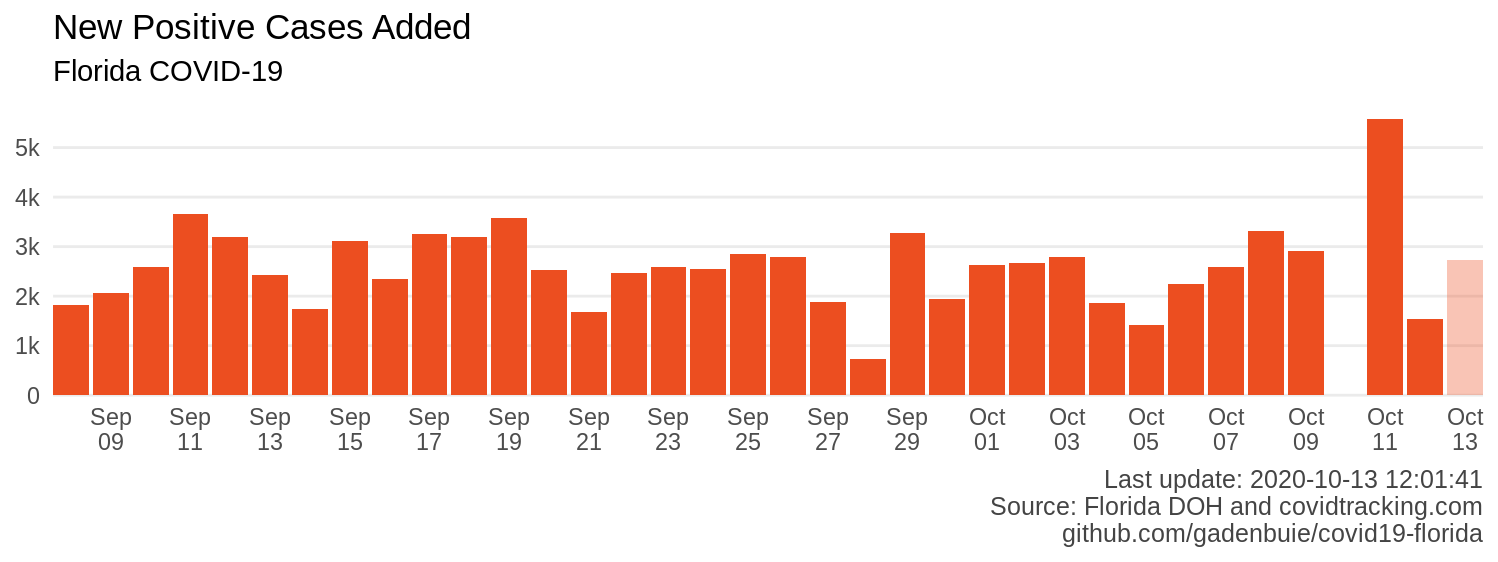 New Positive Cases Added
Florida COVID-19
5k
4k
3k
2k
1k
0
Sep Sep Sep Sep Sep Sep Sep Sep Sep Sep Sep Oct Oct Oct Oct Oct Oct Oct
09 11 13 15 17 19 21 23 25 27 29 01 03 05 07 09 11 13
Last update: 2020-10-13 12:01:41
Source: Florida DOH and covidtracking.com
github.com/gadenbuie/covid19-florida